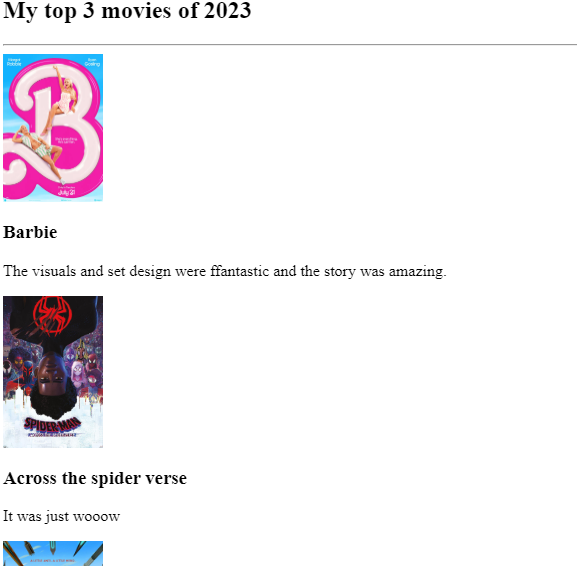 My top 3 movies of 2023
Margot Robbie
Ryan Gosling
July 21
Barbie
The visuals and set design were ffantastic and the story was amazing.
SPIDER-MAN
Across the spider verse
It was just wooow